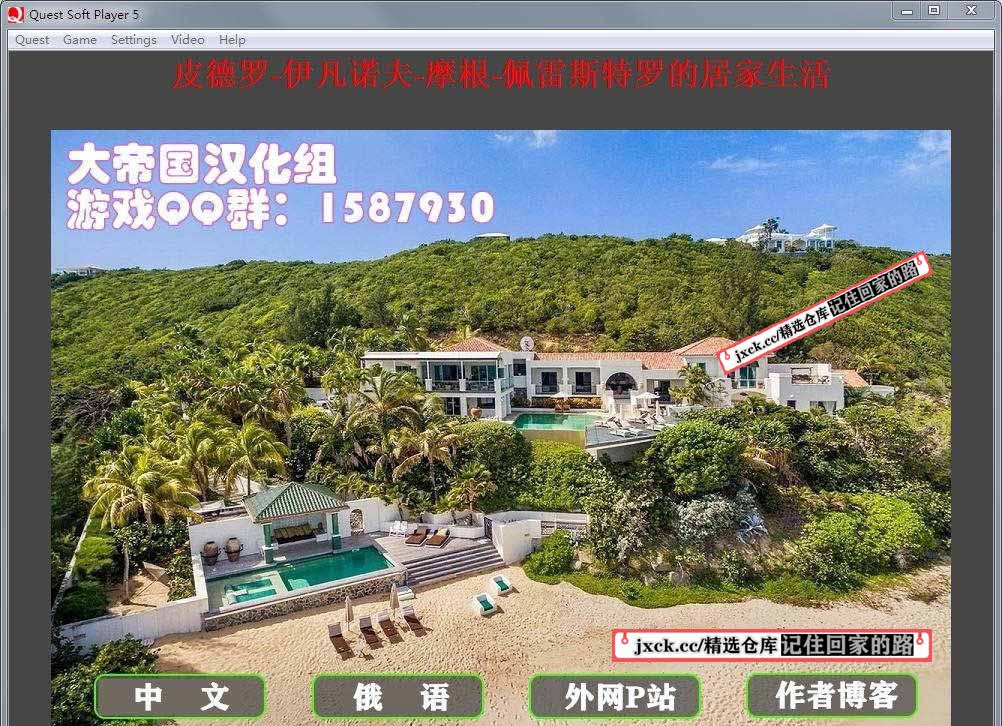 Quest Soft Player 5
Quest Game Settings Video Help
皮德罗-伊凡诺夫-摩根-佩雷斯特罗的居家生活
大帝国汉化组
游戏QQ群：1587930
jxck.cc/精选仓库记住回家的路
jxck.cc/精选仓库记住回家的路
中 文
俄 语
外网P站
作者博客